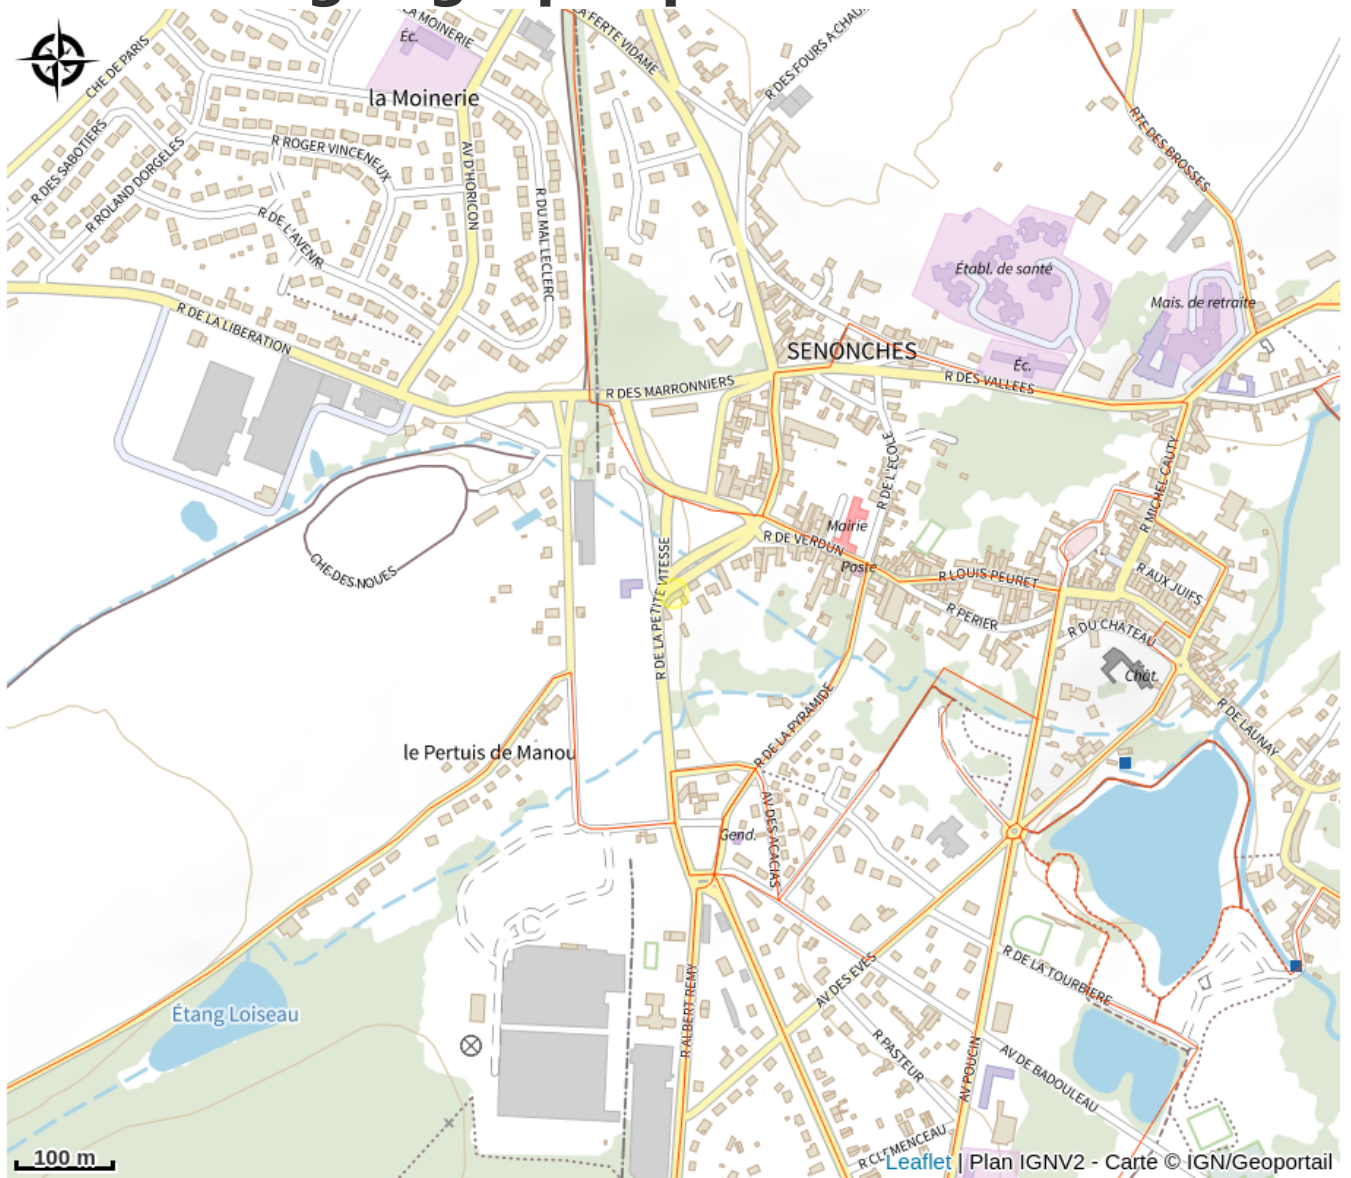 LA MOINERIE
Éc.
LA FERTE VIDAME
R DES FOURS A CHAUX
CHE DE PARIS
la Moinerie
RTE DES BROSSES
R DES SABOTIERS
R ROGER VINCENEUX
AV D'HORICON
R ROLAND DORGELES
R DU MAL LECLERC
R DE L'AVENIR
Établ. de santé
Mais. de retraite
R DE LA LIBERATION
SENONCHES
Éc.
R DES MARRONNIERS
R DES VALLEES
R DE L'ECOLE
R MICHEL CAUTY
Mairie
R DE VERDUN
Poste
CHE DES NOUES
R DE LA PETITE VITESSE
R LOUIS PEURET
R AUX JUIFS
R PERIER
R DU CHATEAU
Chât.
R DE LA PYRAMIDE
R DE LAUNAY
le Pertuis de Manou
AV DES ACACIAS
Gend.
R DE LA TOURBIERE
AV DES EVES
Étang Loiseau
R ALBERT REMY
R PASTEUR
AV POUCIN
AV DE BADOULEAU
R CLEMENCEAU
100 m
Leaflet | Plan IGNV2 - Carte © IGN/Geoportail